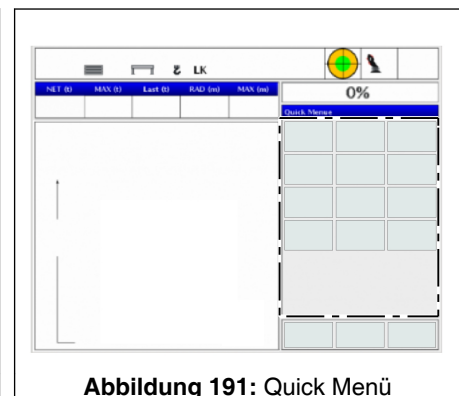 LK
NET (t) MAX (t) Last (t) RAD (m) MAX (m)
0%
Quick Menue
Abbildung 191: Quick Menü